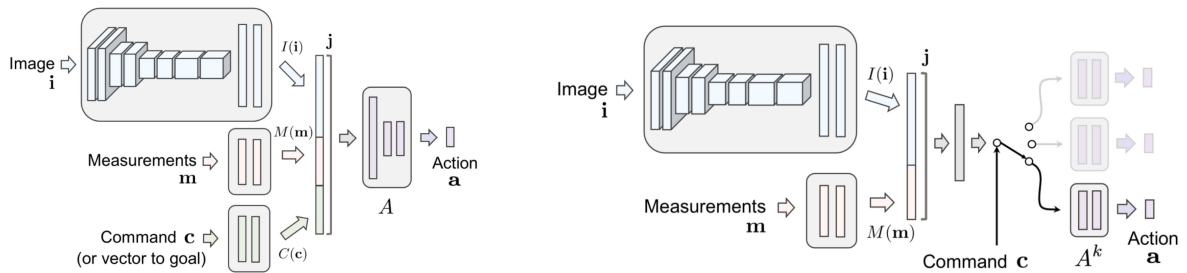 Image
i
I(i)
j
Measurements
m
M(m)
Command c
(or vector to goal)
C(c)
A
Action
a
Image
i
I(i)
j
Measurements
m
M(m)
Command c
A^k
Action
a